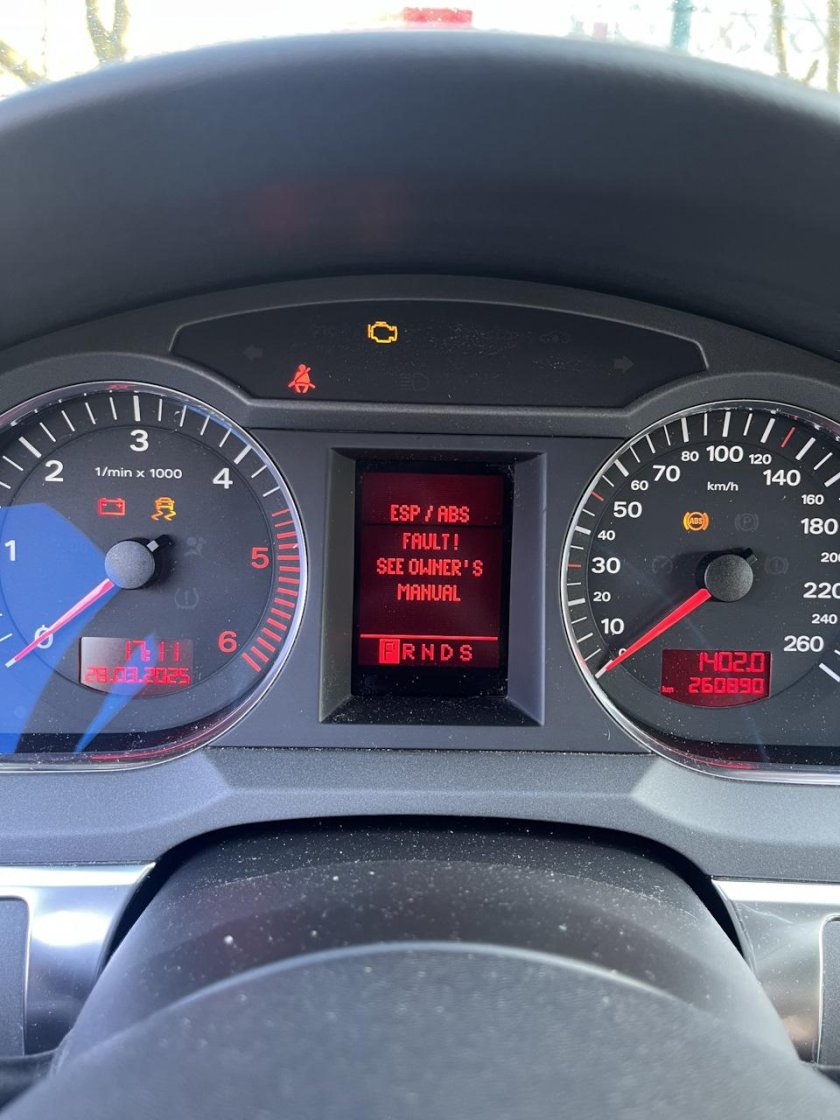 ESP / ABS
FAULT!
SEE OWNER'S
MANUAL
P R N D S
0
1
2
3
4
5
6
1/min x 1000
17:11
28.03.2025
0
10
20
30
40
50
60
70
80
100
120
140
160
180
220
240
260
km/h
ABS
P
1402.0
km 260890